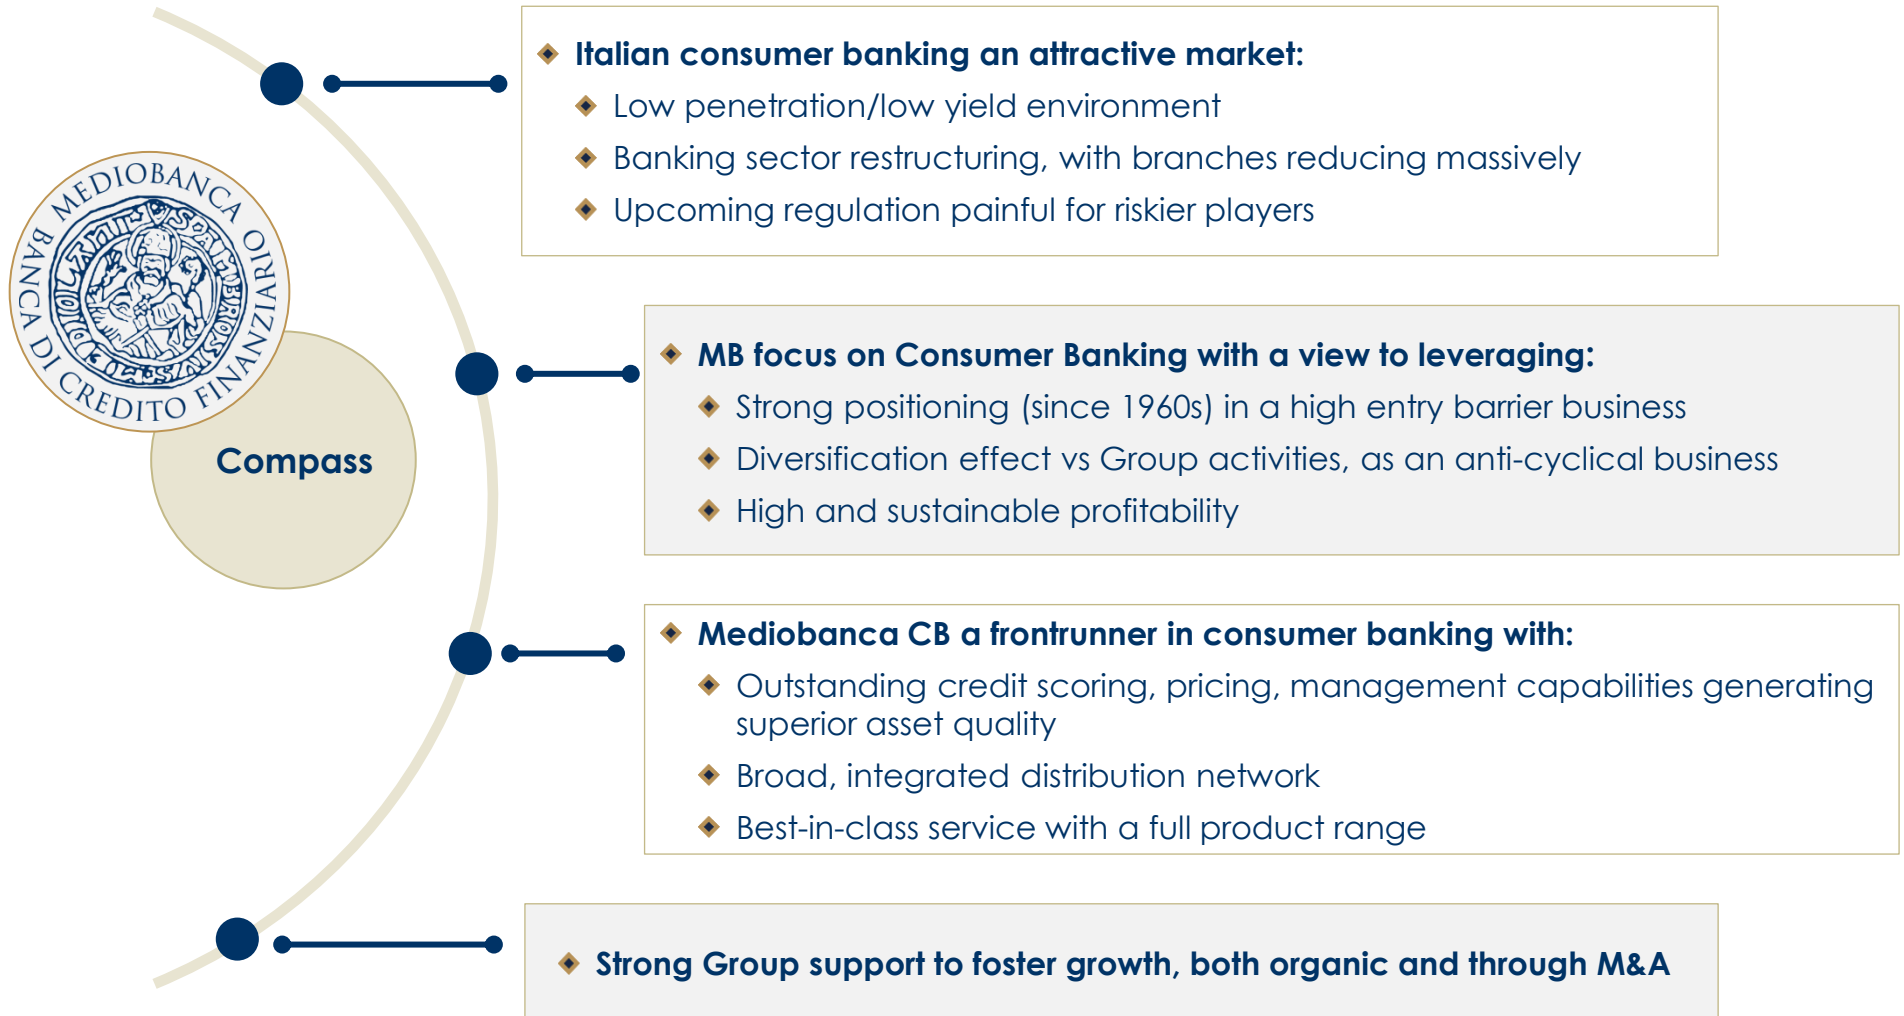 Italian consumer banking an attractive market:
Low penetration/low yield environment
Banking sector restructuring, with branches reducing massively
Upcoming regulation painful for riskier players
MEDIOBANCA
BANCA DI CREDITO FINANZIARIO
Compass
MB focus on Consumer Banking with a view to leveraging:
Strong positioning (since 1960s) in a high entry barrier business
Diversification effect vs Group activities, as an anti-cyclical business
High and sustainable profitability
Mediobanca CB a frontrunner in consumer banking with:
Outstanding credit scoring, pricing, management capabilities generating
superior asset quality
Broad, integrated distribution network
Best-in-class service with a full product range
Strong Group support to foster growth, both organic and through M&A